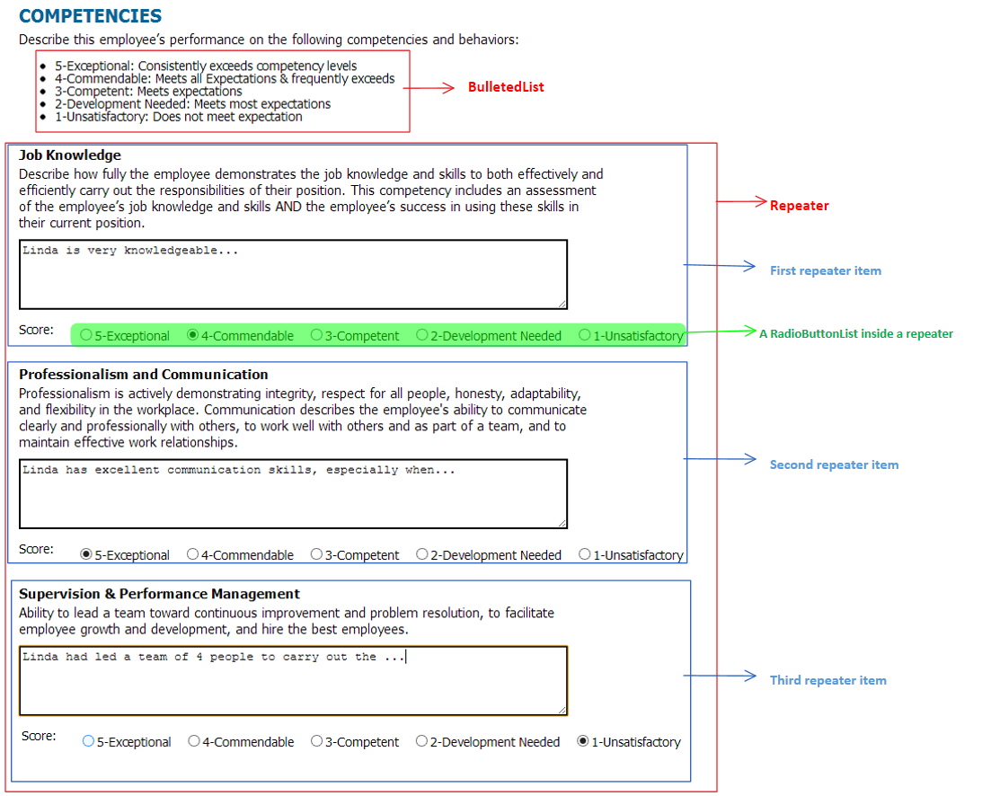 COMPETENCIES
Describe this employee's performance on the following competencies and behaviors:
• 5-Exceptional: Consistently exceeds competency levels
• 4-Commendable: Meets all Expectations & frequently exceeds
• 3-Competent: Meets expectations
• 2-Development Needed: Meets most expectations
• 1-Unsatisfactory: Does not meet expectation
BulletedList
Job Knowledge
Describe how fully the employee demonstrates the job knowledge and skills to both effectively and
efficiently carry out the responsibilities of their position. This competency includes an assessment
of the employee's job knowledge and skills AND the employee's success in using these skills in
their current position.
Repeater
Linda is very knowledgeable...
First repeater item
Score: 5-Exceptional 4-Commendable 3-Competent 2-Development Needed 1-Unsatisfactory
A RadioButtonList inside a repeater
Professionalism and Communication
Professionalism is actively demonstrating integrity, respect for all people, honesty, adaptability,
and flexibility in the workplace. Communication describes the employee's ability to communicate
clearly and professionally with others, to work well with others and as part of a team, and to
maintain effective work relationships.
Linda has excellent communication skills, especially when...
Second repeater item
Score: 5-Exceptional 4-Commendable 3-Competent 2-Development Needed 1-Unsatisfactory
Supervision & Performance Management
Ability to lead a team toward continuous improvement and problem resolution, to facilitate
employee growth and development, and hire the best employees.
Linda had led a team of 4 people to carry out the ...
Third repeater item
Score: 5-Exceptional 4-Commendable 3-Competent 2-Development Needed 1-Unsatisfactory